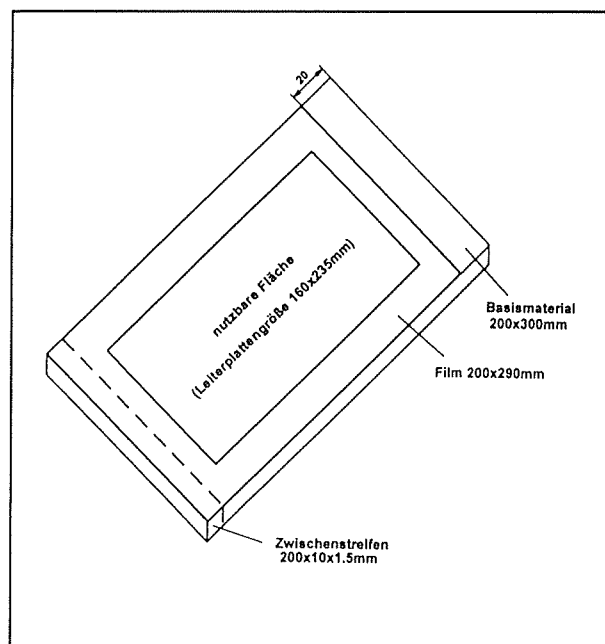 20
nutzbare Fläche
(Leiterplattengröße 160x235mm)
Basismaterial
200x300mm
Film 200x290mm
Zwischenstreifen
200x10x1.5mm